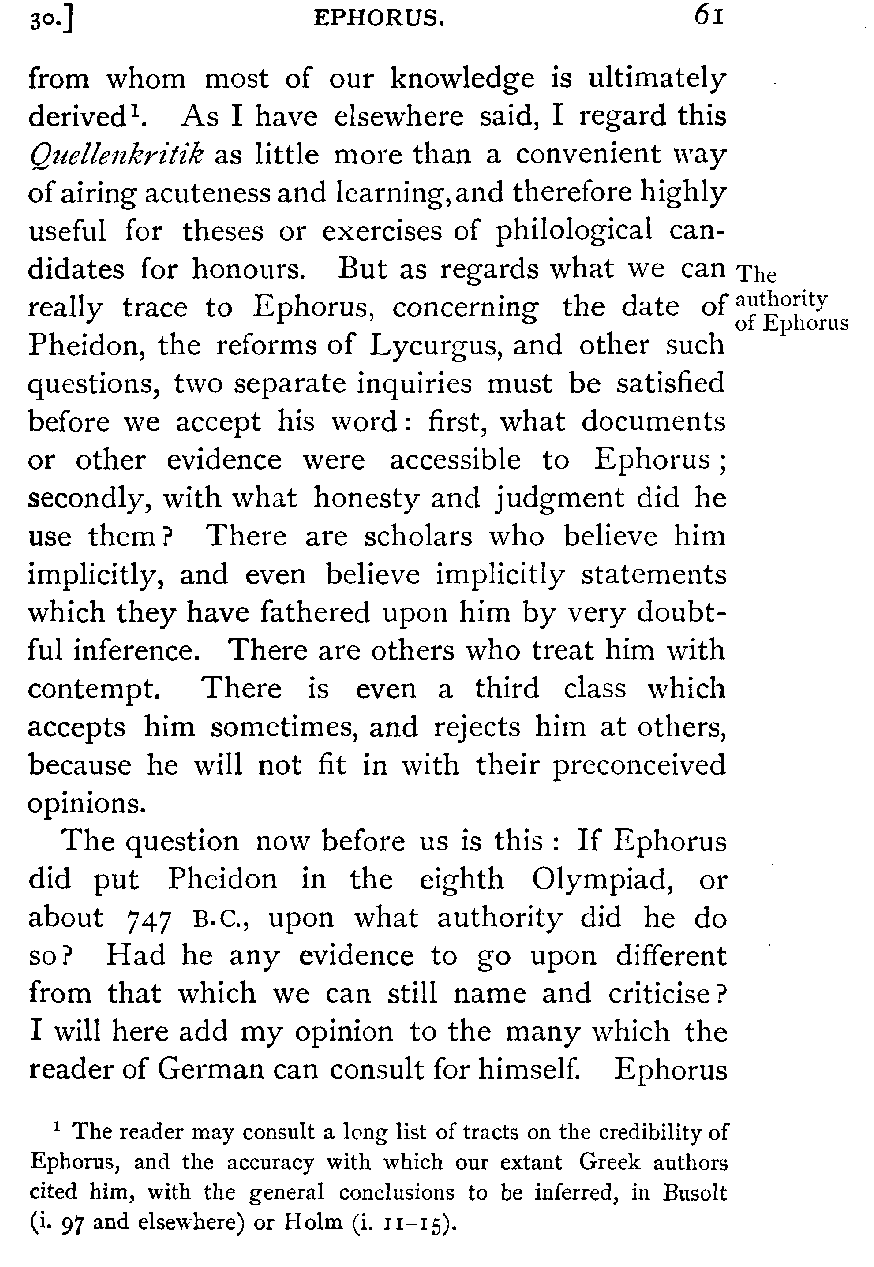 30.] EPHORUS. 61
from whom most of our knowledge is ultimately
derived¹. As I have elsewhere said, I regard this
Quellenkritik as little more than a convenient way
of airing acuteness and learning, and therefore highly
useful for theses or exercises of philological can-
didates for honours. But as regards what we can
The
really trace to Ephorus, concerning the date of
authority
of Ephorus
Pheidon, the reforms of Lycurgus, and other such
questions, two separate inquiries must be satisfied
before we accept his word : first, what documents
or other evidence were accessible to Ephorus ;
secondly, with what honesty and judgment did he
use them? There are scholars who believe him
implicitly, and even believe implicitly statements
which they have fathered upon him by very doubt-
ful inference. There are others who treat him with
contempt. There is even a third class which
accepts him sometimes, and rejects him at others,
because he will not fit in with their preconceived
opinions.
The question now before us is this : If Ephorus
did put Pheidon in the eighth Olympiad, or
about 747 B.C., upon what authority did he do
so? Had he any evidence to go upon different
from that which we can still name and criticise?
I will here add my opinion to the many which the
reader of German can consult for himself. Ephorus
¹ The reader may consult a long list of tracts on the credibility of
Ephorus, and the accuracy with which our extant Greek authors
cited him, with the general conclusions to be inferred, in Busolt
(i. 97 and elsewhere) or Holm (i. 11–15).